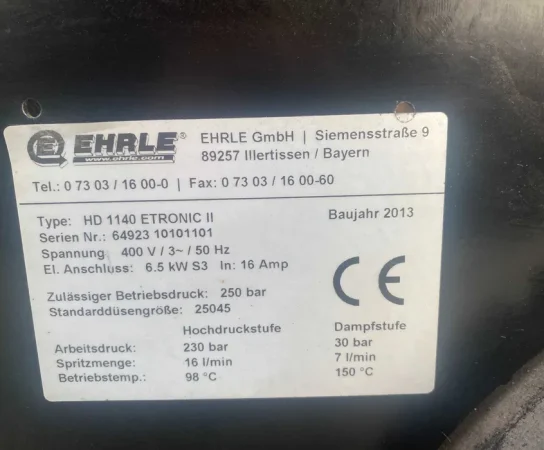 EHRLE®
www.ehrle.com
EHRLE GmbH | Siemensstraße 9
89257 Illertissen / Bayern
Tel.: 0 73 03 / 16 00-0 | Fax: 0 73 03 / 16 00-60
Type: HD 1140 ETRONIC II Baujahr 2013
Serien Nr.: 64923 10101101
Spannung 400 V / 3~ / 50 Hz
El. Anschluss: 6.5 kW S3 In: 16 Amp
CE
Zulässiger Betriebsdruck: 250 bar
Standarddüsengröße: 25045
Hochdruckstufe Dampfstufe
Arbeitsdruck: 230 bar 30 bar
Spritzmenge: 16 l/min 7 l/min
Betriebstemp.: 98 °C 150 °C